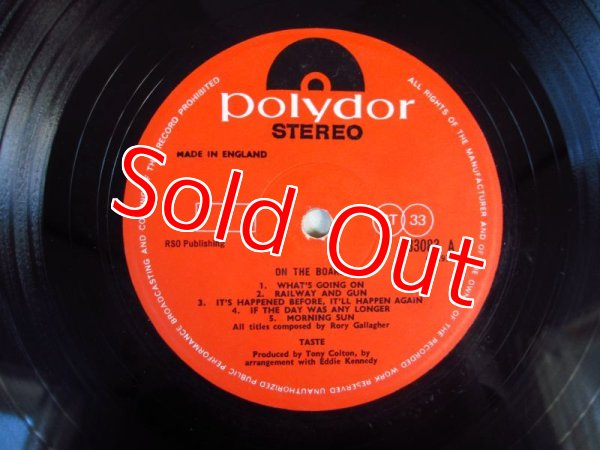 polydor
STEREO
MADE IN ENGLAND
RSO Publishing
33
A
ON THE
1. WHAT'S GOING ON
2. RAILWAY AND GUN
3. IT'S HAPPENED BEFORE, IT'LL HAPPEN AGAIN
4. IF THE DAY WAS ANY LONGER
5. MORNING SUN
All titles composed by Rory Gallagher
TASTE
Produced by Tony Colton, by
arrangement with Eddie Kennedy
ALL RIGHTS OF THE MANUFACTURER AND OF THE OWNER OF THE RECORDED WORK RESERVED UNAUTHORIZED PUBLIC PERFORMANCE BROADCASTING AND COPYING OF THE RECORD PROHIBITED
Sold Out